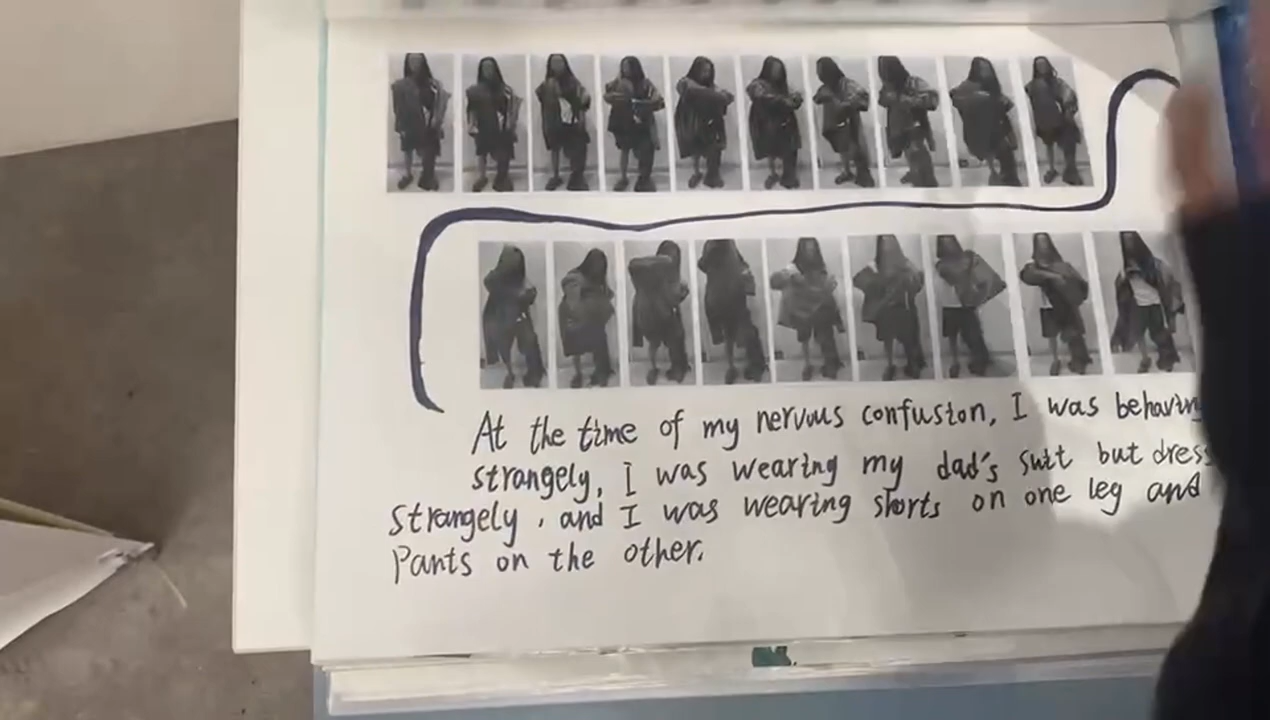 At the time of my nervous confusion, I was behavin
strangely, I was wearing my dad's suit but dress
strangely, and I was wearing shorts on one leg and
Pants on the other.